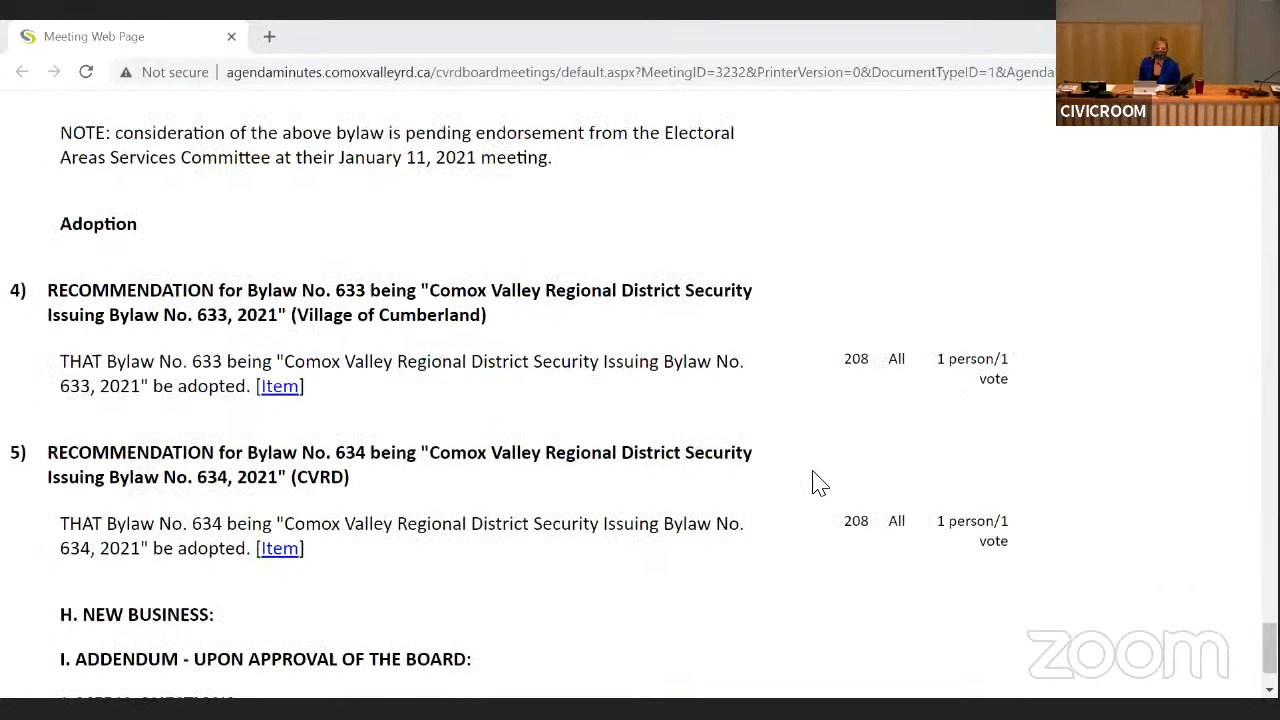 Meeting Web Page
Not secure
agendaminutes.comoxvalleyrd.ca/cvrdboardmeetings/default.aspx?MeetingID=3232&PrinterVersion=0&DocumentTypeID=1&Agenda
CIVICROOM
NOTE: consideration of the above bylaw is pending endorsement from the Electoral
Areas Services Committee at their January 11, 2021 meeting.
Adoption
4) RECOMMENDATION for Bylaw No. 633 being "Comox Valley Regional District Security
Issuing Bylaw No. 633, 2021" (Village of Cumberland)
THAT Bylaw No. 633 being "Comox Valley Regional District Security Issuing Bylaw No. 208 All 1 person/1
633, 2021" be adopted. [Item] vote
5) RECOMMENDATION for Bylaw No. 634 being "Comox Valley Regional District Security
Issuing Bylaw No. 634, 2021" (CVRD)
THAT Bylaw No. 634 being "Comox Valley Regional District Security Issuing Bylaw No. 208 All 1 person/1
634, 2021" be adopted. [Item] vote
H. NEW BUSINESS:
I. ADDENDUM - UPON APPROVAL OF THE BOARD:
zoom